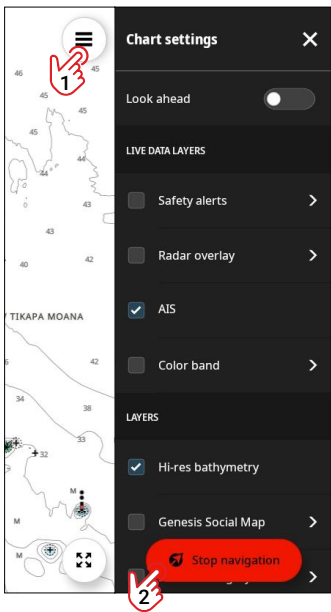 Chart settings
1
46
45
45
45
45
Look ahead
LIVE DATA LAYERS
44
44
Safety alerts
43
43
42
40
Radar overlay
TIKAPA MOANA
AIS
42
Color band
34
38
LAYERS
33
32
Hi-res bathymetry
M
M
Genesis Social Map
M
Stop navigation
2